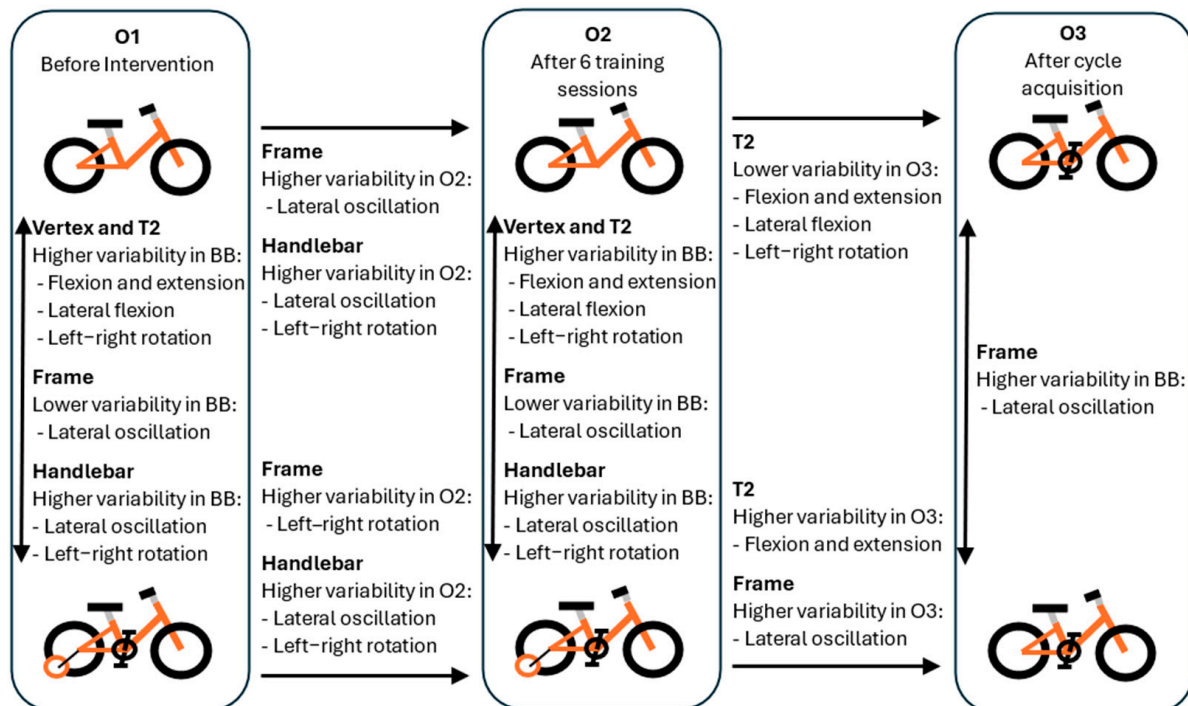 O1
Before Intervention
Vertex and T2
Higher variability in BB:
- Flexion and extension
- Lateral flexion
- Left−right rotation
Frame
Lower variability in BB:
- Lateral oscillation
Handlebar
Higher variability in BB:
- Lateral oscillation
- Left−right rotation
Frame
Higher variability in O2:
- Lateral oscillation
Handlebar
Higher variability in O2:
- Lateral oscillation
- Left−right rotation
Frame
Higher variability in O2:
- Left–right rotation
Handlebar
Higher variability in O2:
- Lateral oscillation
- Left−right rotation
O2
After 6 training
sessions
Vertex and T2
Higher variability in BB:
- Flexion and extension
- Lateral flexion
- Left−right rotation
Frame
Lower variability in BB:
- Lateral oscillation
Handlebar
Higher variability in BB:
- Lateral oscillation
- Left−right rotation
T2
Lower variability in O3:
- Flexion and extension
- Lateral flexion
- Left−right rotation
T2
Higher variability in O3:
- Flexion and extension
Frame
Higher variability in O3:
- Lateral oscillation
O3
After cycle
acquisition
Frame
Higher variability in BB:
- Lateral oscillation